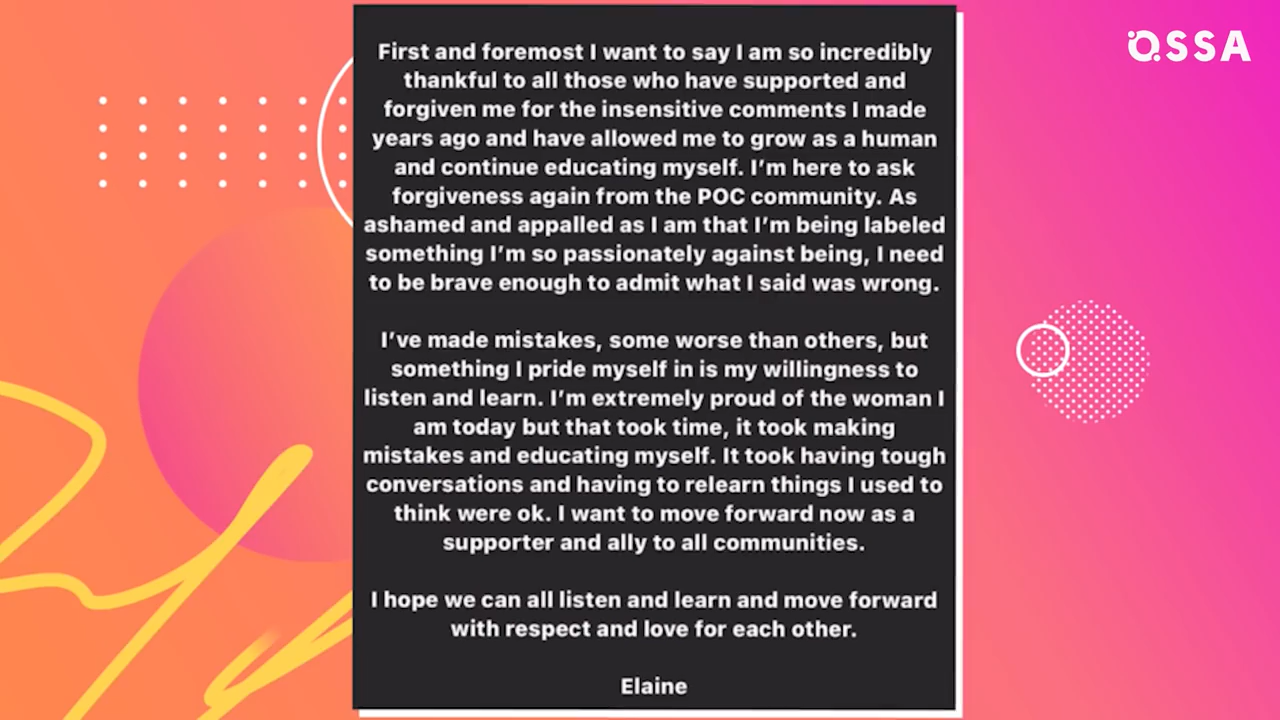 OSSA
First and foremost I want to say I am so incredibly
thankful to all those who have supported and
forgiven me for the insensitive comments I made
years ago and have allowed me to grow as a human
and continue educating myself. I’m here to ask
forgiveness again from the POC community. As
ashamed and appalled as I am that I’m being labeled
something I’m so passionately against being, I need
to be brave enough to admit what I said was wrong.
I’ve made mistakes, some worse than others, but
something I pride myself in is my willingness to
listen and learn. I’m extremely proud of the woman I
am today but that took time, it took making
mistakes and educating myself. It took having tough
conversations and having to relearn things I used to
think were ok. I want to move forward now as a
supporter and ally to all communities.
I hope we can all listen and learn and move forward
with respect and love for each other.
Elaine